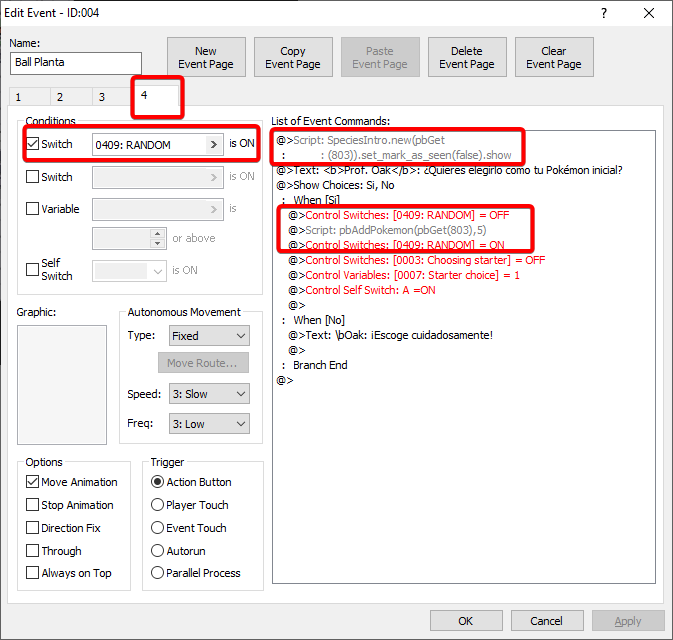 Edit Event - ID:004
?
Name:
Ball Planta
New Event Page
Copy Event Page
Paste Event Page
Delete Event Page
Clear Event Page
1 2 3 4
Conditions
Switch 0409: RANDOM > is ON
Switch > is ON
Variable > is
or above
Self Switch is ON
Graphic:
Autonomous Movement
Type: Fixed
Move Route...
Speed: 3: Slow
Freq: 3: Low
Options
Move Animation
Stop Animation
Direction Fix
Through
Always on Top
Trigger
Action Button
Player Touch
Event Touch
Autorun
Parallel Process
List of Event Commands:
@>Script: SpeciesIntro.new(pbGet
: : (803)).set_mark_as_seen(false).show
@>Text: <b>Prof. Oak</b>: ¿Quieres elegirlo como tu Pokémon inicial?
@>Show Choices: Si, No
: When [Si]
@>Control Switches: [0409: RANDOM] = OFF
@>Script: pbAddPokemon(pbGet(803),5)
@>Control Switches: [0409: RANDOM] = ON
@>Control Switches: [0003: Choosing starter] = OFF
@>Control Variables: [0007: Starter choice] = 1
@>Control Self Switch: A =ON
@>
: When [No]
@>Text: \bOak: ¡Escoge cuidadosamente!
@>
: Branch End
@>
OK
Cancel
Apply